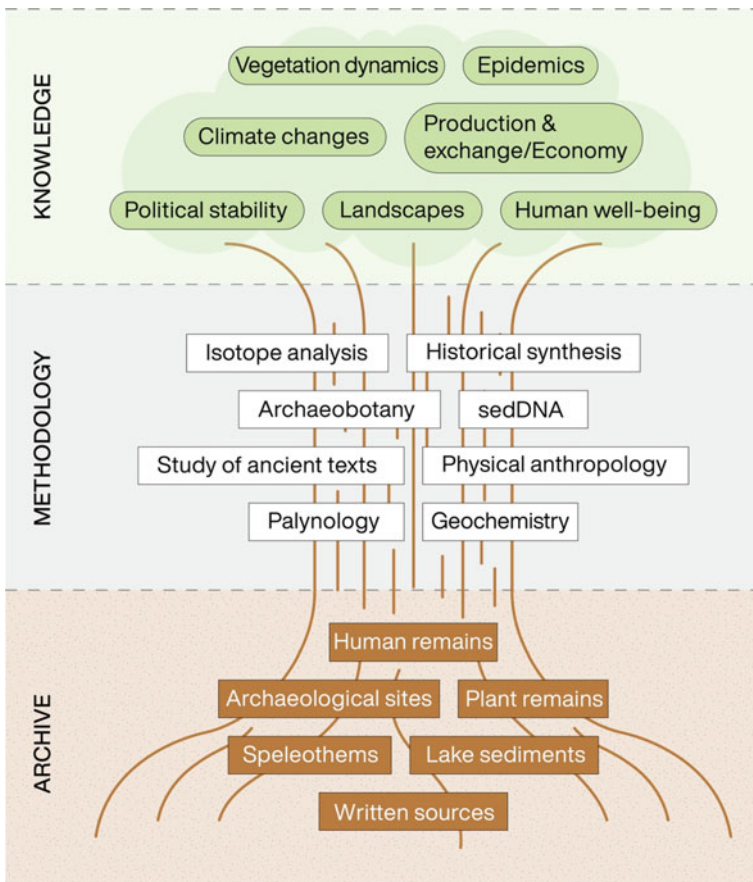 KNOWLEDGE
Vegetation dynamics
Epidemics
Climate changes
Production &
exchange/Economy
Political stability
Landscapes
Human well-being
METHODOLOGY
Isotope analysis
Historical synthesis
Archaeobotany
sedDNA
Study of ancient texts
Physical anthropology
Palynology
Geochemistry
ARCHIVE
Human remains
Archaeological sites
Plant remains
Speleothems
Lake sediments
Written sources